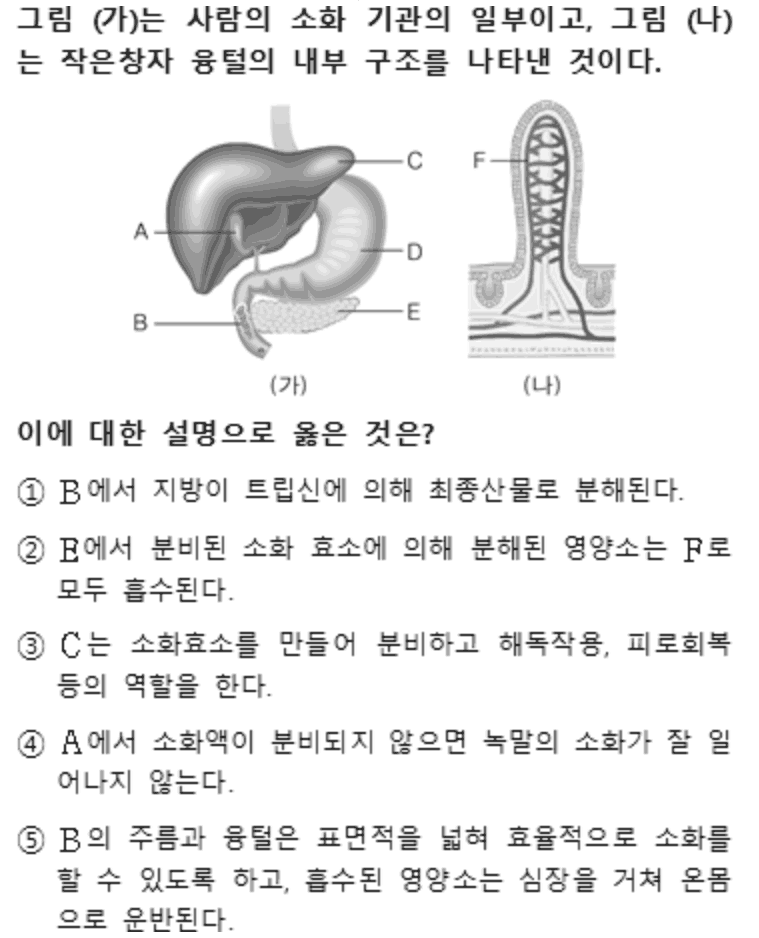 그림 (가)는 사람의 소화 기관의 일부이고, 그림 (나)
는 작은창자 융털의 내부 구조를 나타낸 것이다.
C
F
A
D
E
B
(가)
(나)
이에 대한 설명으로 옳은 것은?
① B에서 지방이 트립신에 의해 최종산물로 분해된다.
② E에서 분비된 소화 효소에 의해 분해된 영양소는 F로
모두 흡수된다.
③ C는 소화효소를 만들어 분비하고 해독작용, 피로회복
등의 역할을 한다.
④ A에서 소화액이 분비되지 않으면 녹말의 소화가 잘 일
어나지 않는다.
⑤ B의 주름과 융털은 표면적을 넓혀 효율적으로 소화를
할 수 있도록 하고, 흡수된 영양소는 심장을 거쳐 온몸
으로 운반된다.